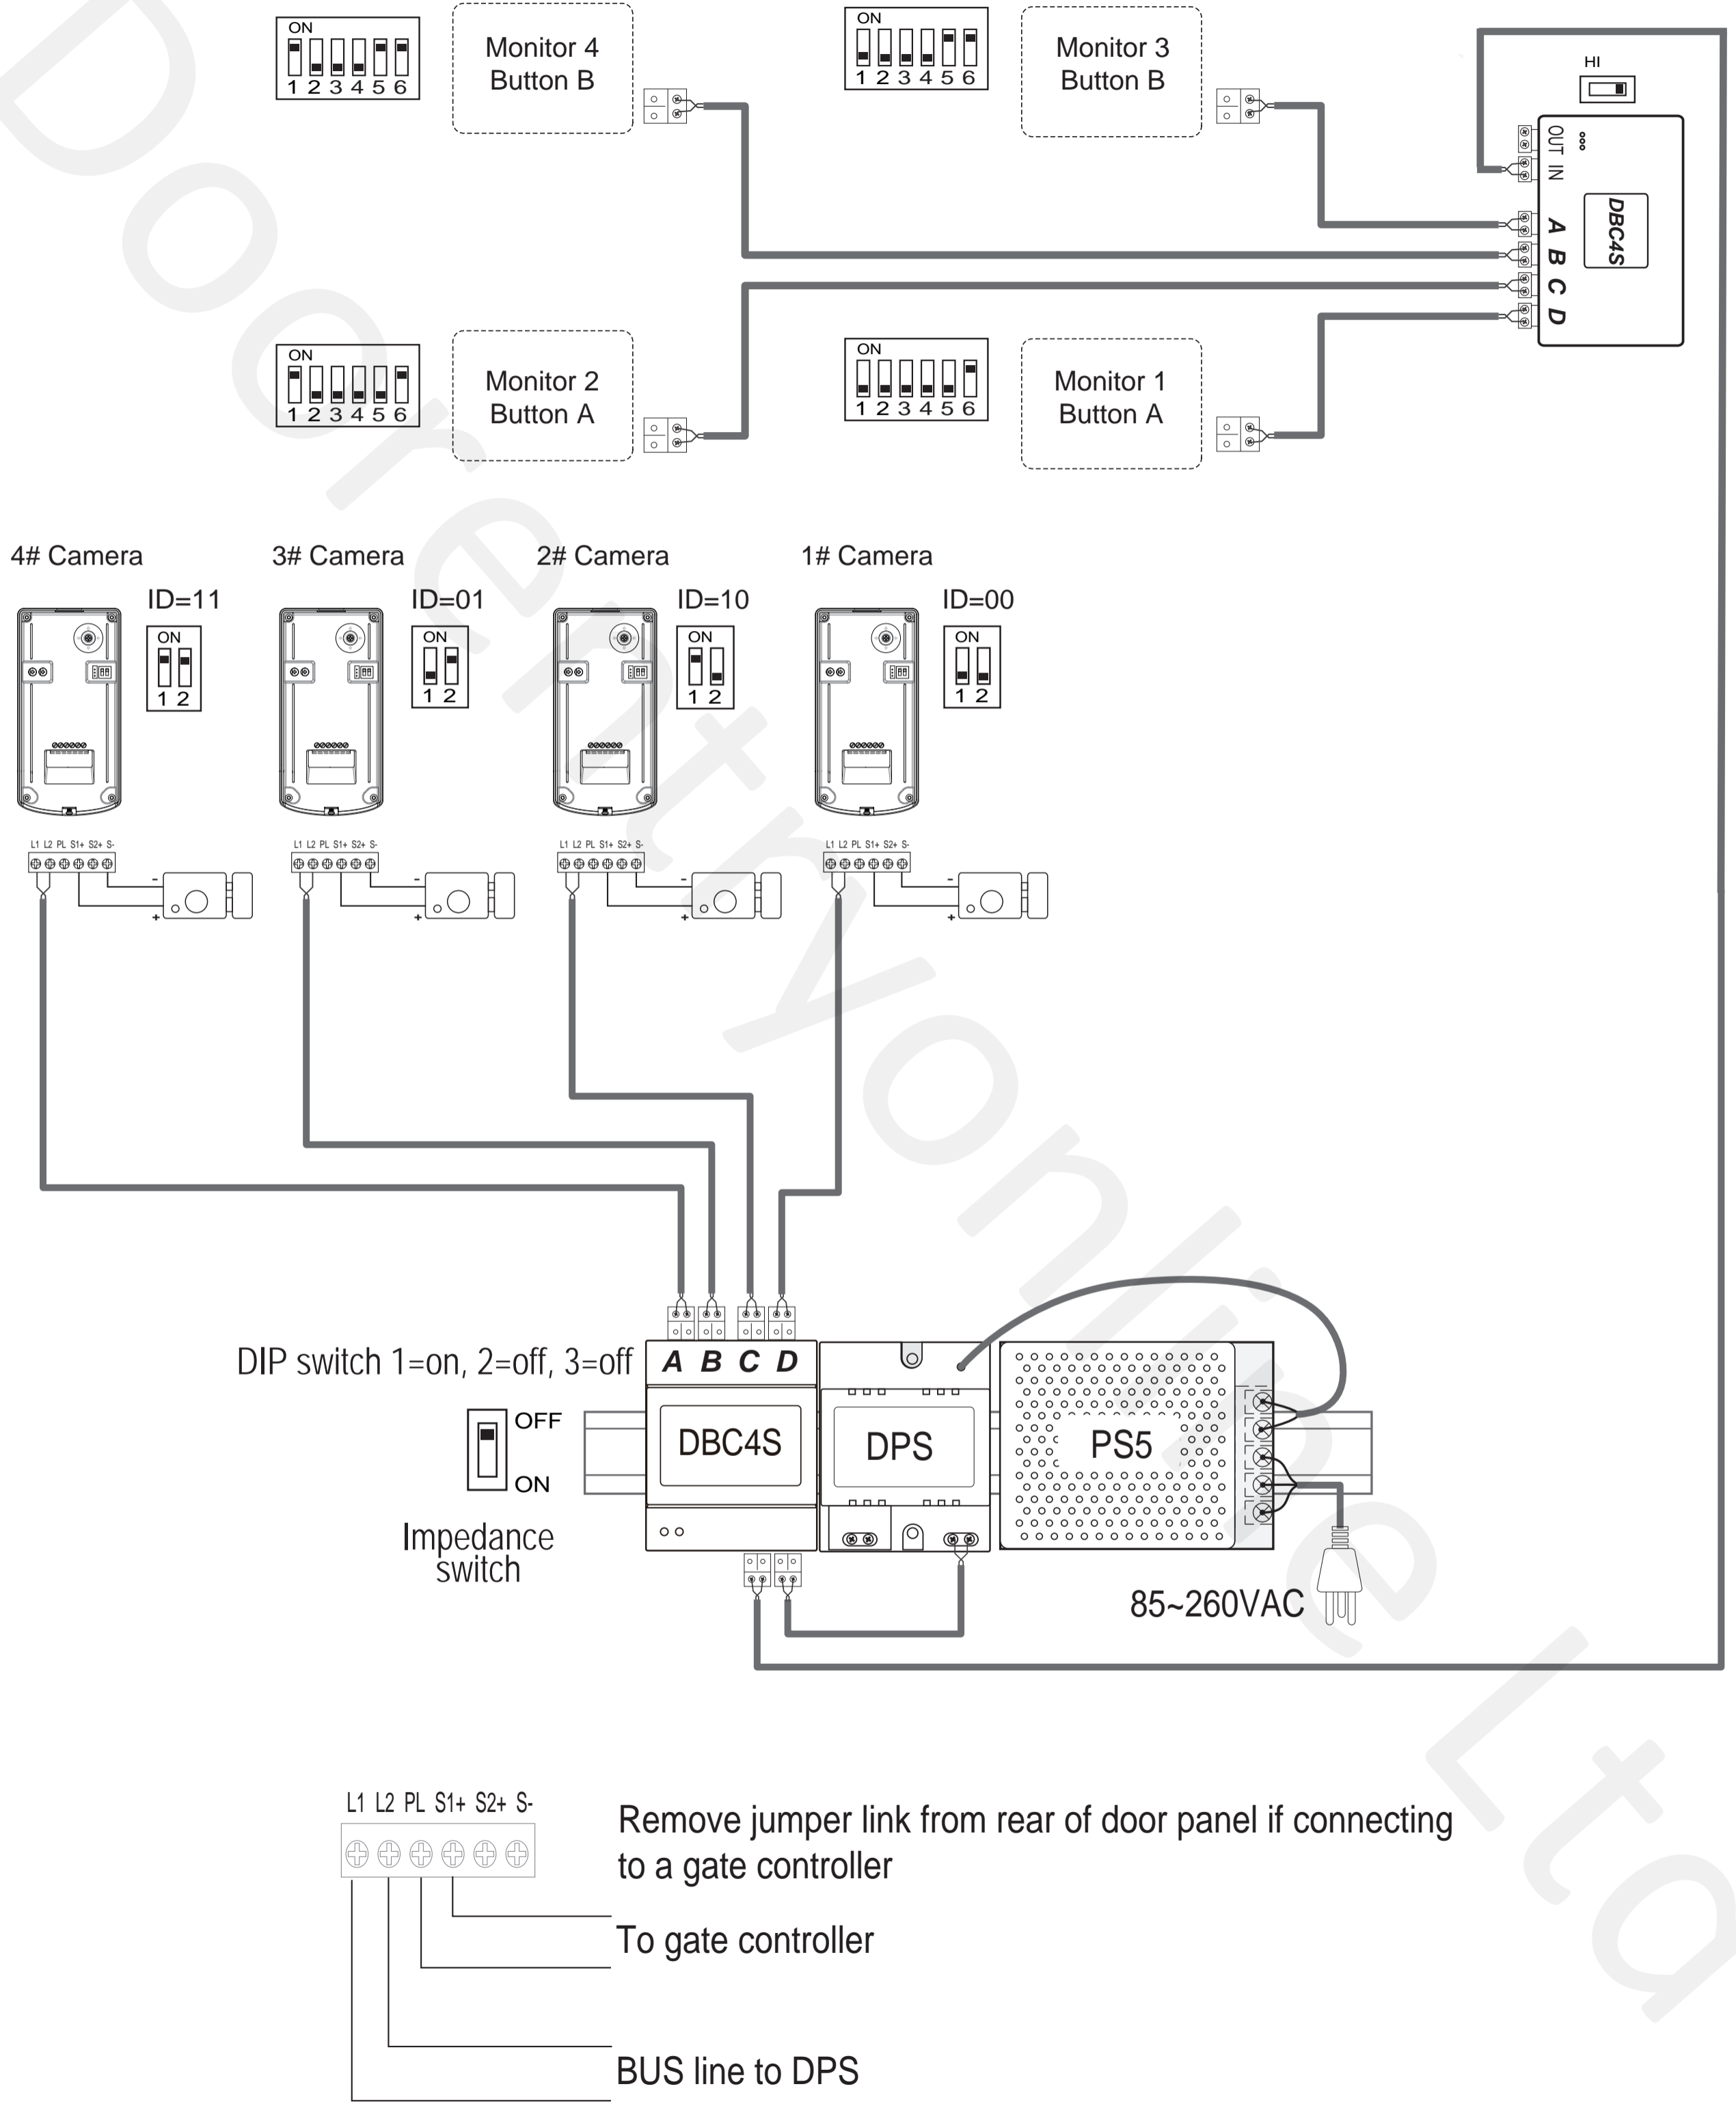 ON
1 2 3 4 5 6
Monitor 4
Button B
ON
1 2 3 4 5 6
Monitor 3
Button B
HI
OUT IN
A B C D
DBC4S
ON
1 2 3 4 5 6
Monitor 2
Button A
ON
1 2 3 4 5 6
Monitor 1
Button A
4# Camera
ID=11
ON
1 2
3# Camera
ID=01
ON
1 2
2# Camera
ID=10
ON
1 2
1# Camera
ID=00
ON
1 2
L1 L2 PL S1+ S2+ S-
- +
L1 L2 PL S1+ S2+ S-
- +
L1 L2 PL S1+ S2+ S-
- +
L1 L2 PL S1+ S2+ S-
- +
DIP switch 1=on, 2=off, 3=off
A B C D
OFF
ON
Impedance
switch
DBC4S
DPS
PS5
85~260VAC
L1 L2 PL S1+ S2+ S-
Remove jumper link from rear of door panel if connecting
to a gate controller
To gate controller
BUS line to DPS
Doorentryonline Ltd